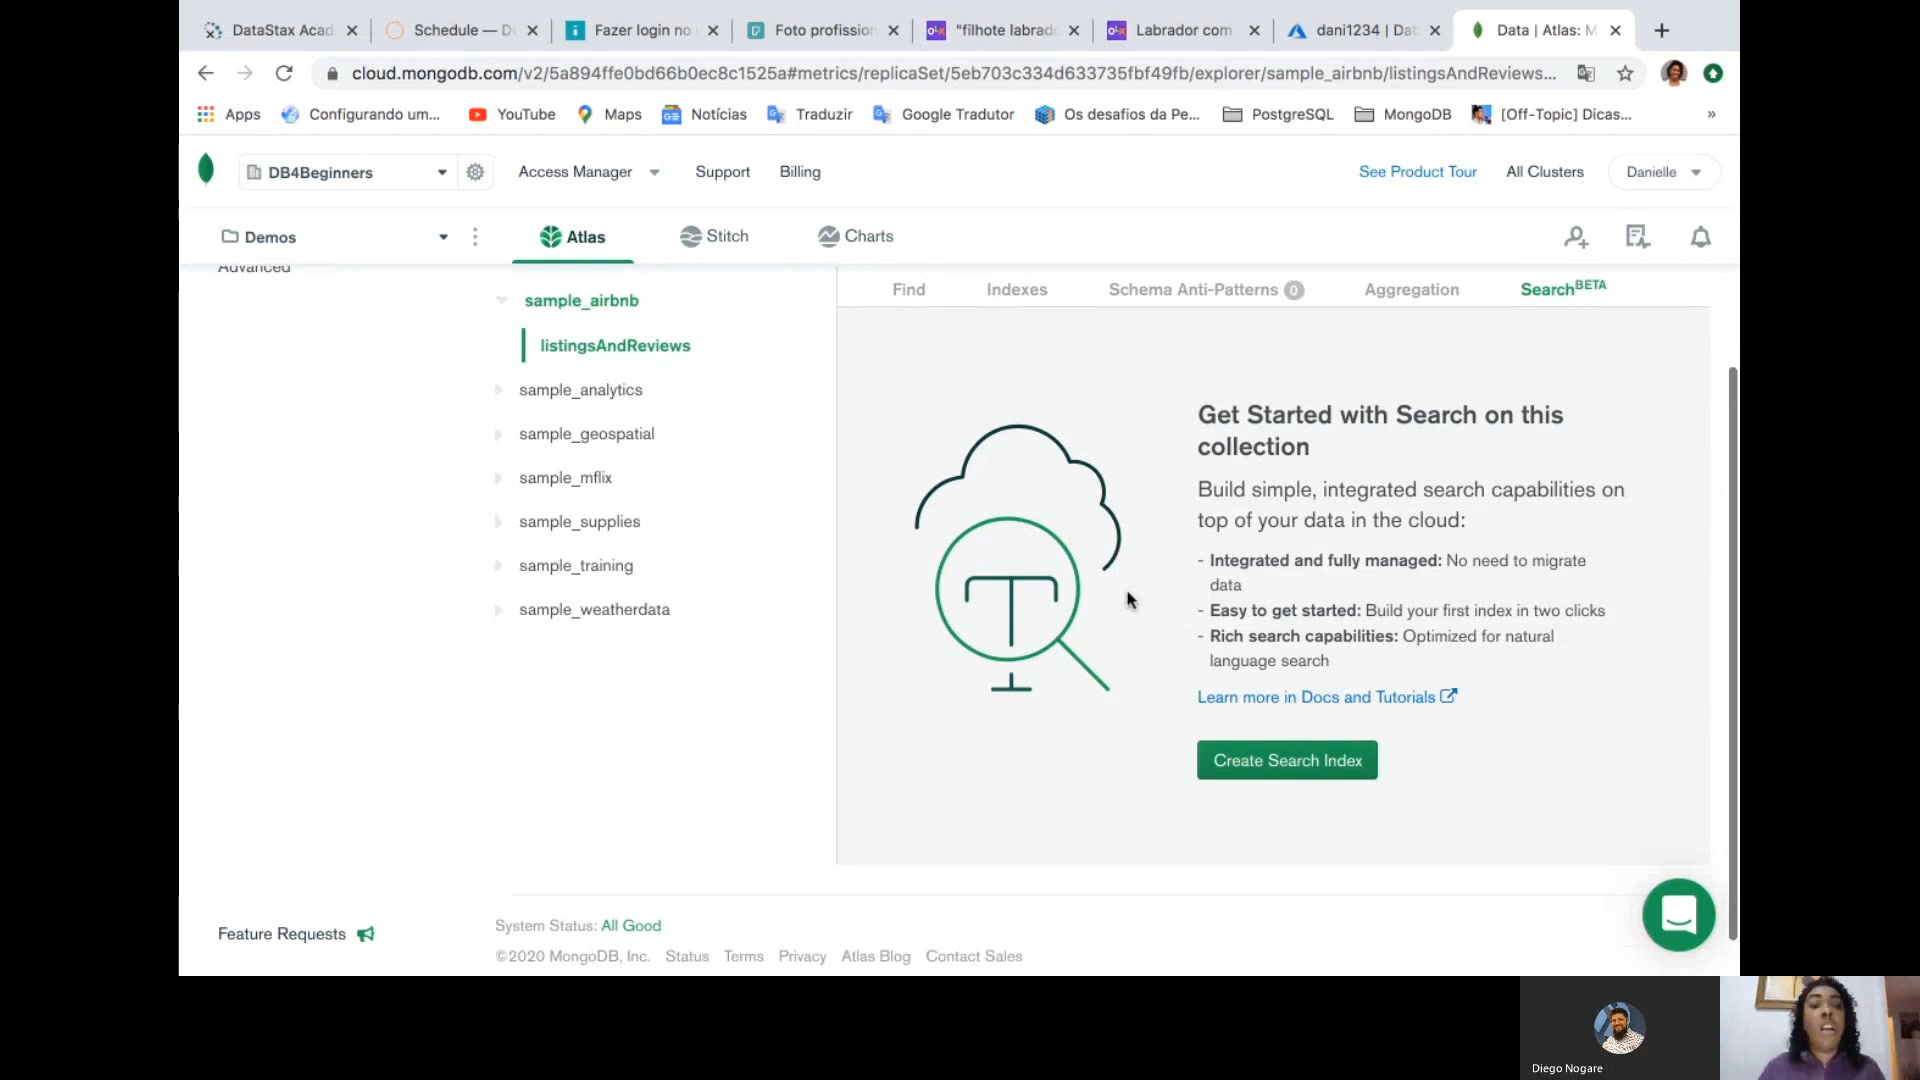 DataStax Acad
Schedule — D
Fazer login no
Foto profission
"filhote labrad
Labrador com
dani1234 | Dat
Data | Atlas: M
cloud.mongodb.com/v2/5a894ffe0bd66b0ec8c1525a#metrics/replicaSet/5eb703c334d633735fbf49fb/explorer/sample_airbnb/listingsAndReviews...
Apps
Configurando um...
YouTube
Maps
Notícias
Traduzir
Google Tradutor
Os desafios da Pe...
PostgreSQL
MongoDB
[Off-Topic] Dicas...
»
DB4Beginners
Access Manager
Support
Billing
See Product Tour
All Clusters
Danielle
Demos
Atlas
Stitch
Charts
Advanced
sample_airbnb
listingsAndReviews
sample_analytics
sample_geospatial
sample_mflix
sample_supplies
sample_training
sample_weatherdata
Find
Indexes
Schema Anti-Patterns 0
Aggregation
Search BETA
Get Started with Search on this
collection
Build simple, integrated search capabilities on
top of your data in the cloud:
- Integrated and fully managed: No need to migrate
data
- Easy to get started: Build your first index in two clicks
- Rich search capabilities: Optimized for natural
language search
Learn more in Docs and Tutorials
Create Search Index
Feature Requests
System Status: All Good
©2020 MongoDB, Inc. Status Terms Privacy Atlas Blog Contact Sales
Diego Nogare